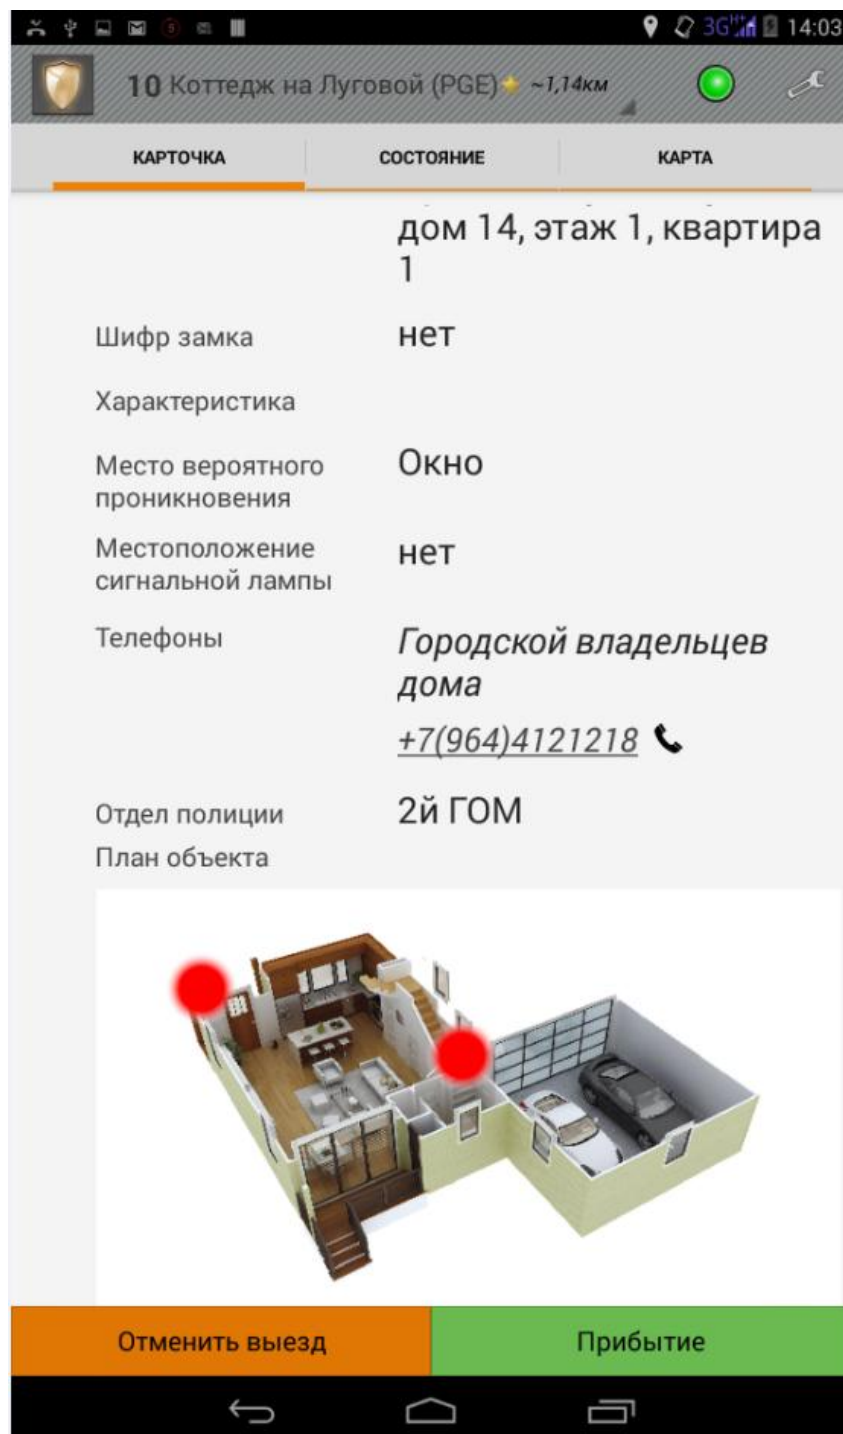 3G H+ 14:03
10 Коттедж на Луговой (PGE) ~1,14км
КАРТОЧКА СОСТОЯНИЕ КАРТА
дом 14, этаж 1, квартира
1
Шифр замка нет
Характеристика
Место вероятного Окно
проникновения
Местоположение нет
сигнальной лампы
Телефоны Городской владельцев
дома
+7(964)4121218
Отдел полиции 2й ГОМ
План объекта
Отменить выезд Прибытие